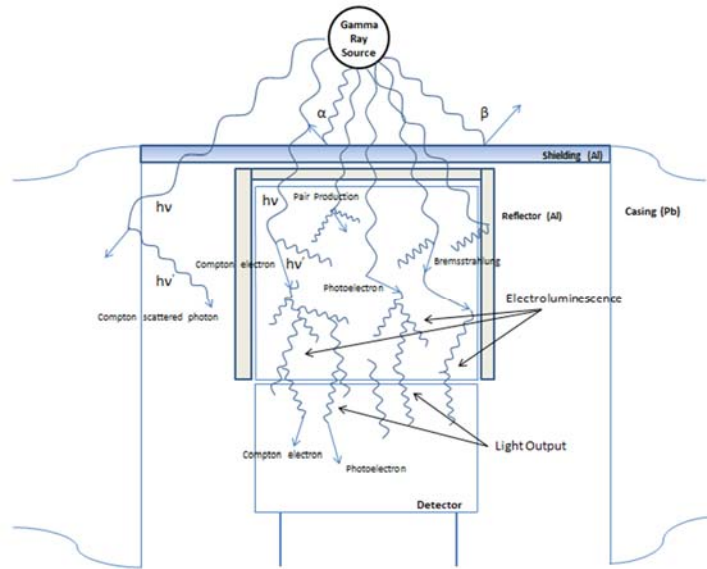 Gamma
Ray
Source
α
β
Shielding (Al)
hν
hν
Pair Production
Reflector (Al)
Casing (Pb)
Compton electron
hν'
Bremsstrahlung
hν'
Photoelectron
Electroluminescence
Compton scattered photon
Light Output
Compton electron
Photoelectron
Detector